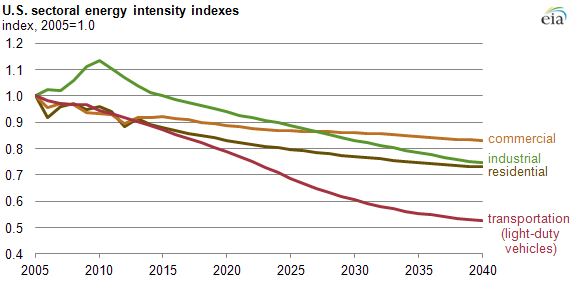 U.S. sectoral energy intensity indexes
index, 2005=1.0
eia
1.2
1.1
1.0
0.9
0.8
0.7
0.6
0.5
0.4
commercial
industrial
residential
transportation
(light-duty
vehicles)
2005 2010 2015 2020 2025 2030 2035 2040